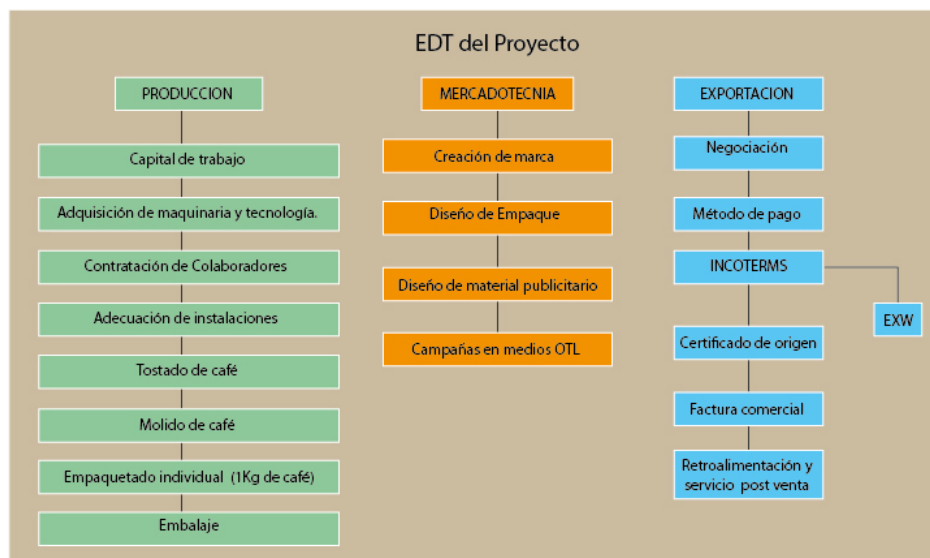 EDT del Proyecto
PRODUCCION
Capital de trabajo
Adquisición de maquinaria y tecnología.
Contratación de Colaboradores
Adecuación de instalaciones
Tostado de café
Molido de café
Empaquetado individual (1Kg de café)
Embalaje
MERCADOTECNIA
Creación de marca
Diseño de Empaque
Diseño de material publicitario
Campañas en medios OTL
EXPORTACION
Negociación
Método de pago
INCOTERMS
EXW
Certificado de origen
Factura comercial
Retroalimentación y
servicio post venta